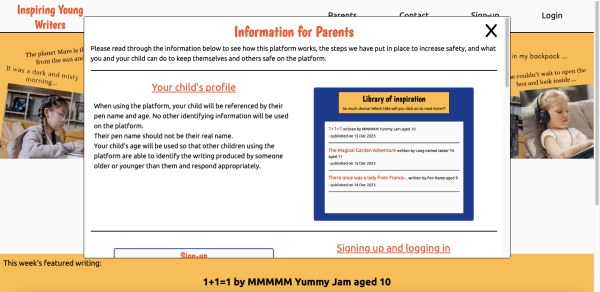 Inspiring Young
Writers
Parents
Contact
Sign-up
Login
Information for Parents
X
Please read through the information below to see how this platform works, the steps we have put in place to increase safety, and what
you and your child can do to keep themselves and others safe on the platform.
The planet Mars is th
from the sun an
It was a dark and misty
morning...
in my backpack ...
e couldn't wait to open the
box and look inside ...
Your child's profile
When using the platform, your child will be referenced by their
pen name and age. No other identifying information will be used
on the platform.
Their pen name should not be their real name.
Your child's age will be used so that other children using the
platform are able to identify the writing produced by someone
older or younger than them and respond appropriately.
Library of inspiration
So much choice! Which title will you click on to read more??
1+1=1 written by MMMMM Yummy Jam aged 10
- published on 15 Dec 2023
The Magical Garden Adventure written by Long named tester Th
aged 11
- published on 13 Dec 2023
There once was a lady from France... written by Pen Name aged 9
- published on 14 Dec 2023
Sign-up
Signing up and logging in
This week's featured writing:
1+1=1 by MMMMM Yummy Jam aged 10